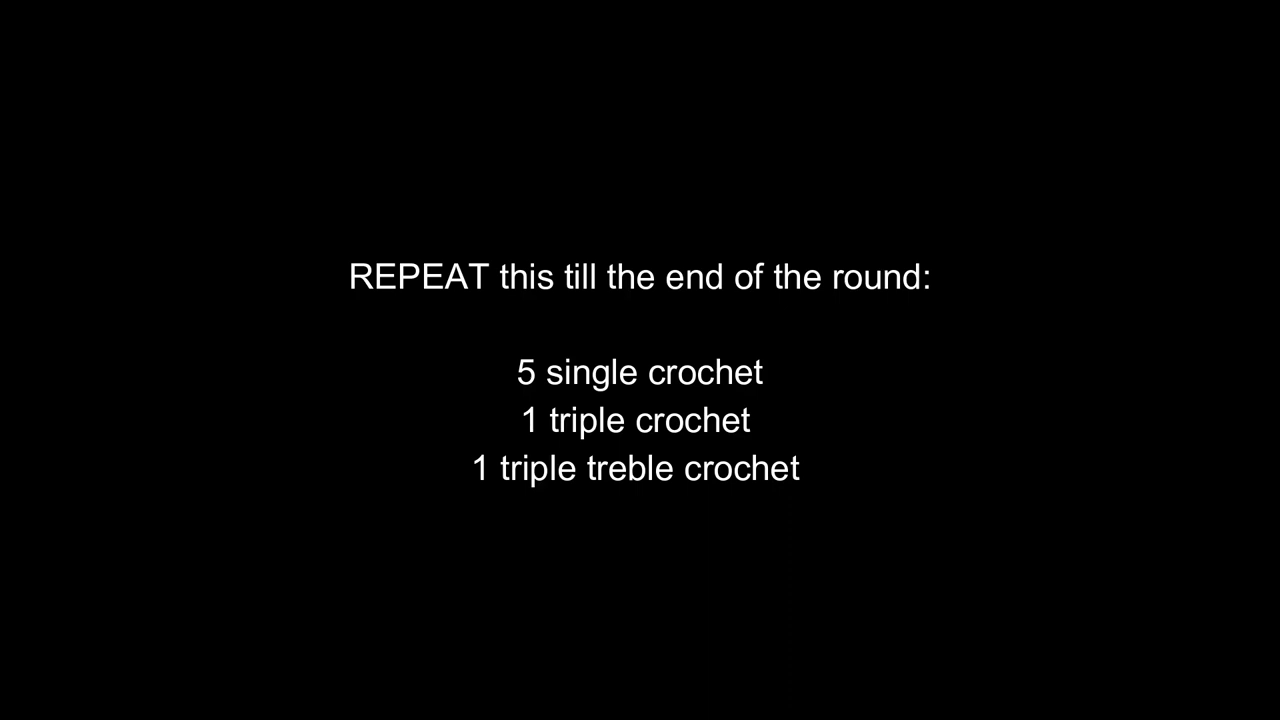 REPEAT this till the end of the round:
5 single crochet
1 triple crochet
1 triple treble crochet